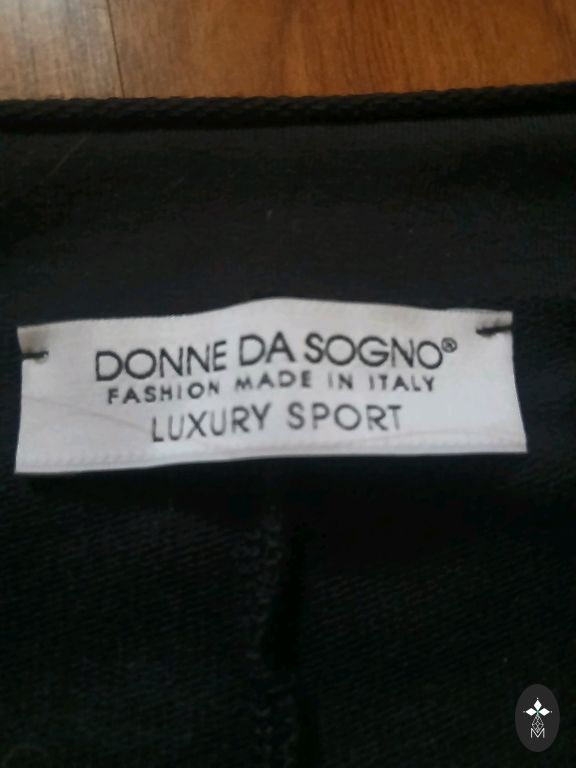 DONNE DA SOGNO®
FASHION MADE IN ITALY
LUXURY SPORT
M